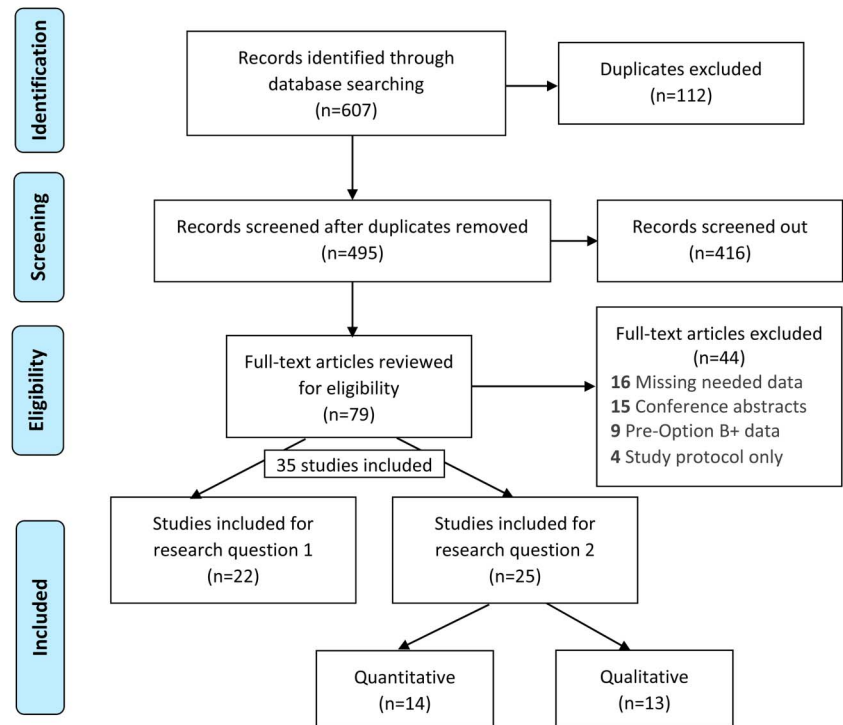 Identification
Records identified through
database searching
(n=607)
Duplicates excluded
(n=112)
Screening
Records screened after duplicates removed
(n=495)
Records screened out
(n=416)
Eligibility
Full-text articles reviewed
for eligibility
(n=79)
Full-text articles excluded
(n=44)
16 Missing needed data
15 Conference abstracts
9 Pre-Option B+ data
4 Study protocol only
35 studies included
Included
Studies included for
research question 1
(n=22)
Studies included for
research question 2
(n=25)
Quantitative
(n=14)
Qualitative
(n=13)